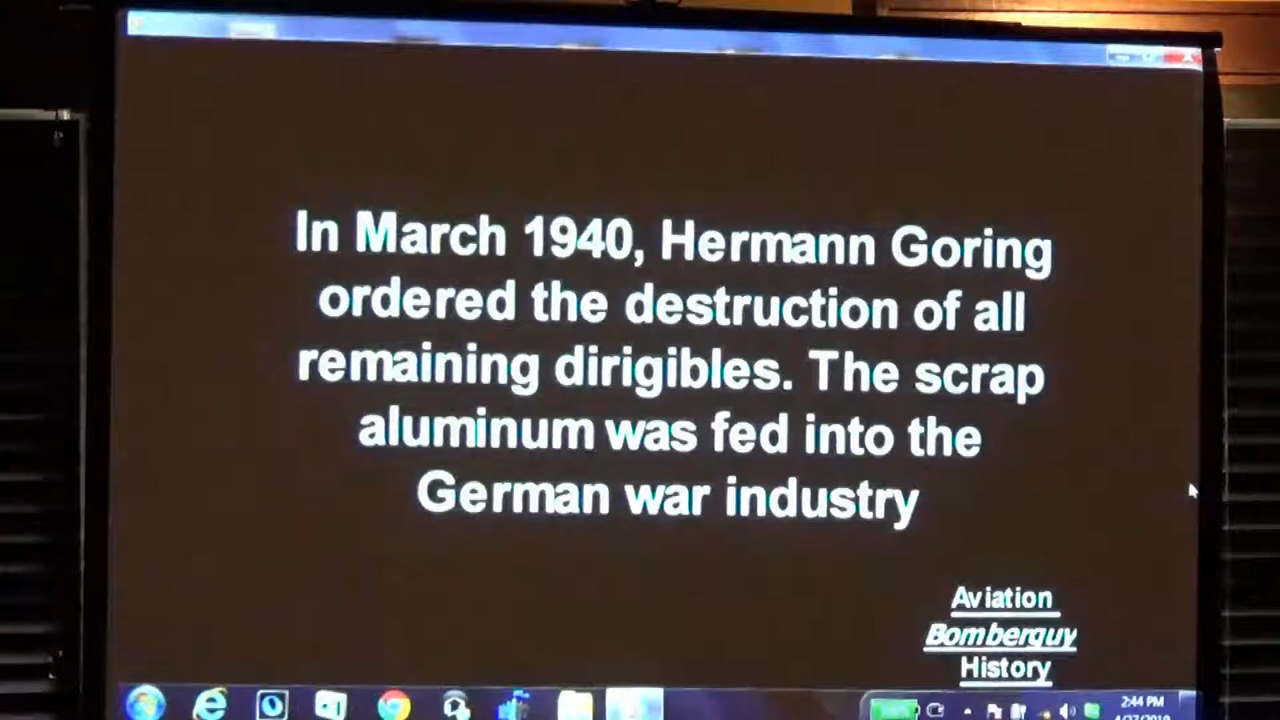 In March 1940, Hermann Goring
ordered the destruction of all
remaining dirigibles. The scrap
aluminum was fed into the
German war industry
Aviation
Bomberguy
History
2:44 PM